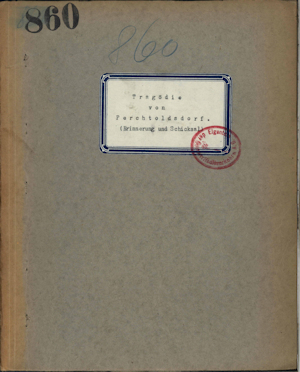 860
860
Tragödie
von
Perchtoldsdorf.
(Erinnerung und Schicksal)